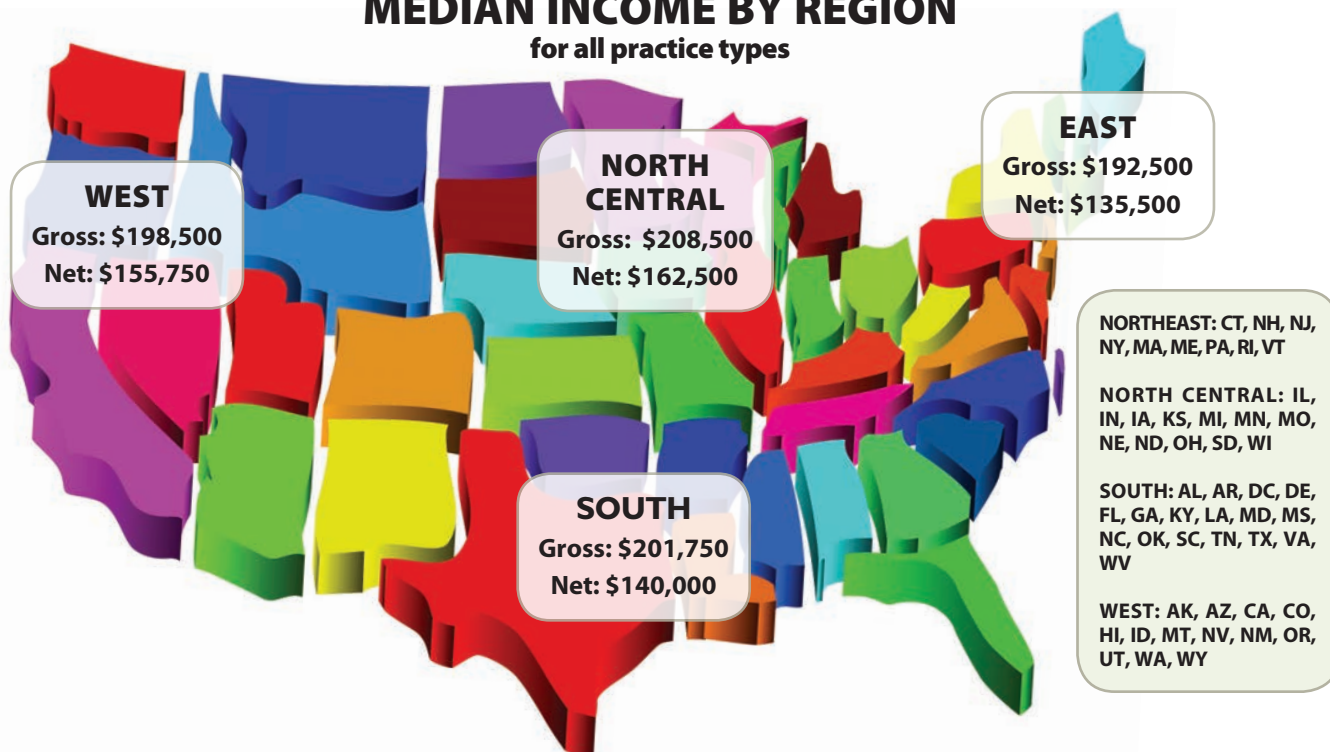 MEDIAN INCOME BY REGION
for all practice types
WEST
Gross: $198,500
Net: $155,750
NORTH
CENTRAL
Gross: $208,500
Net: $162,500
EAST
Gross: $192,500
Net: $135,500
SOUTH
Gross: $201,750
Net: $140,000
NORTHEAST: CT, NH, NJ,
NY, MA, ME, PA, RI, VT
NORTH CENTRAL: IL,
IN, IA, KS, MI, MN, MO,
NE, ND, OH, SD, WI
SOUTH: AL, AR, DC, DE,
FL, GA, KY, LA, MD, MS,
NC, OK, SC, TN, TX, VA,
WV
WEST: AK, AZ, CA, CO,
HI, ID, MT, NV, NM, OR,
UT, WA, WY